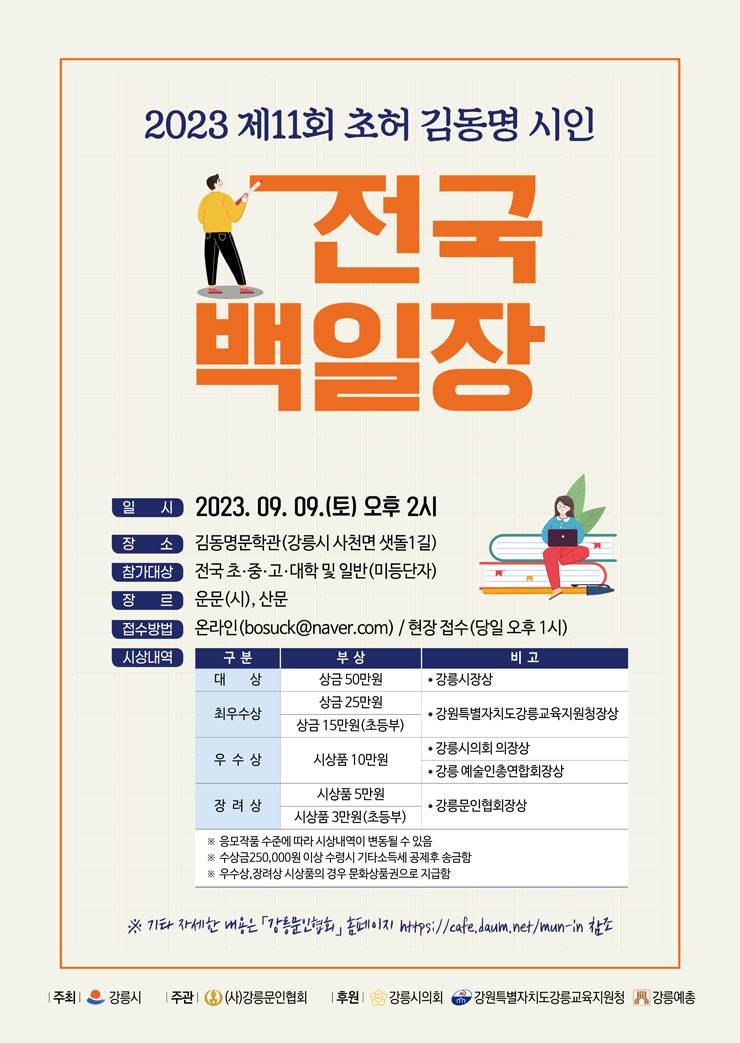 2023 제11회 초허 김동명 시인
전국
백일장
일 시 2023. 09. 09.(토) 오후 2시
장 소 김동명문학관(강릉시 사천면 샛돌1길)
참가대상 전국 초·중·고·대학 및 일반(미등단자)
장 르 운문(시), 산문
접수방법 온라인(bosuck@naver.com) / 현장 접수(당일 오후 1시)
시상내역 구 분 부 상 비 고
대 상 상금 50만원 • 강릉시장상
최우수상 상금 25만원 • 강원특별자치도강릉교육지원청장상
상금 15만원(초등부)
우 수 상 시상품 10만원 • 강릉시의회 의장상
• 강릉 예술인총연합회장상
장 려 상 시상품 5만원 • 강릉문인협회장상
시상품 3만원(초등부)
※ 응모작품 수준에 따라 시상내역이 변동될 수 있음
※ 수상금250,000원 이상 수령시 기타소득세 공제후 송금함
※ 우수상,장려상 시상품의 경우 문화상품권으로 지급함
※ 기타 자세한 내용은 「강릉문인협회」 홈페이지 https://cafe.daum.net/mun-in 참조
| 주최 | 강릉시 | 주관 | (사)강릉문인협회 | 후원 | 강릉시의회 강원특별자치도강릉교육지원청 강릉예총